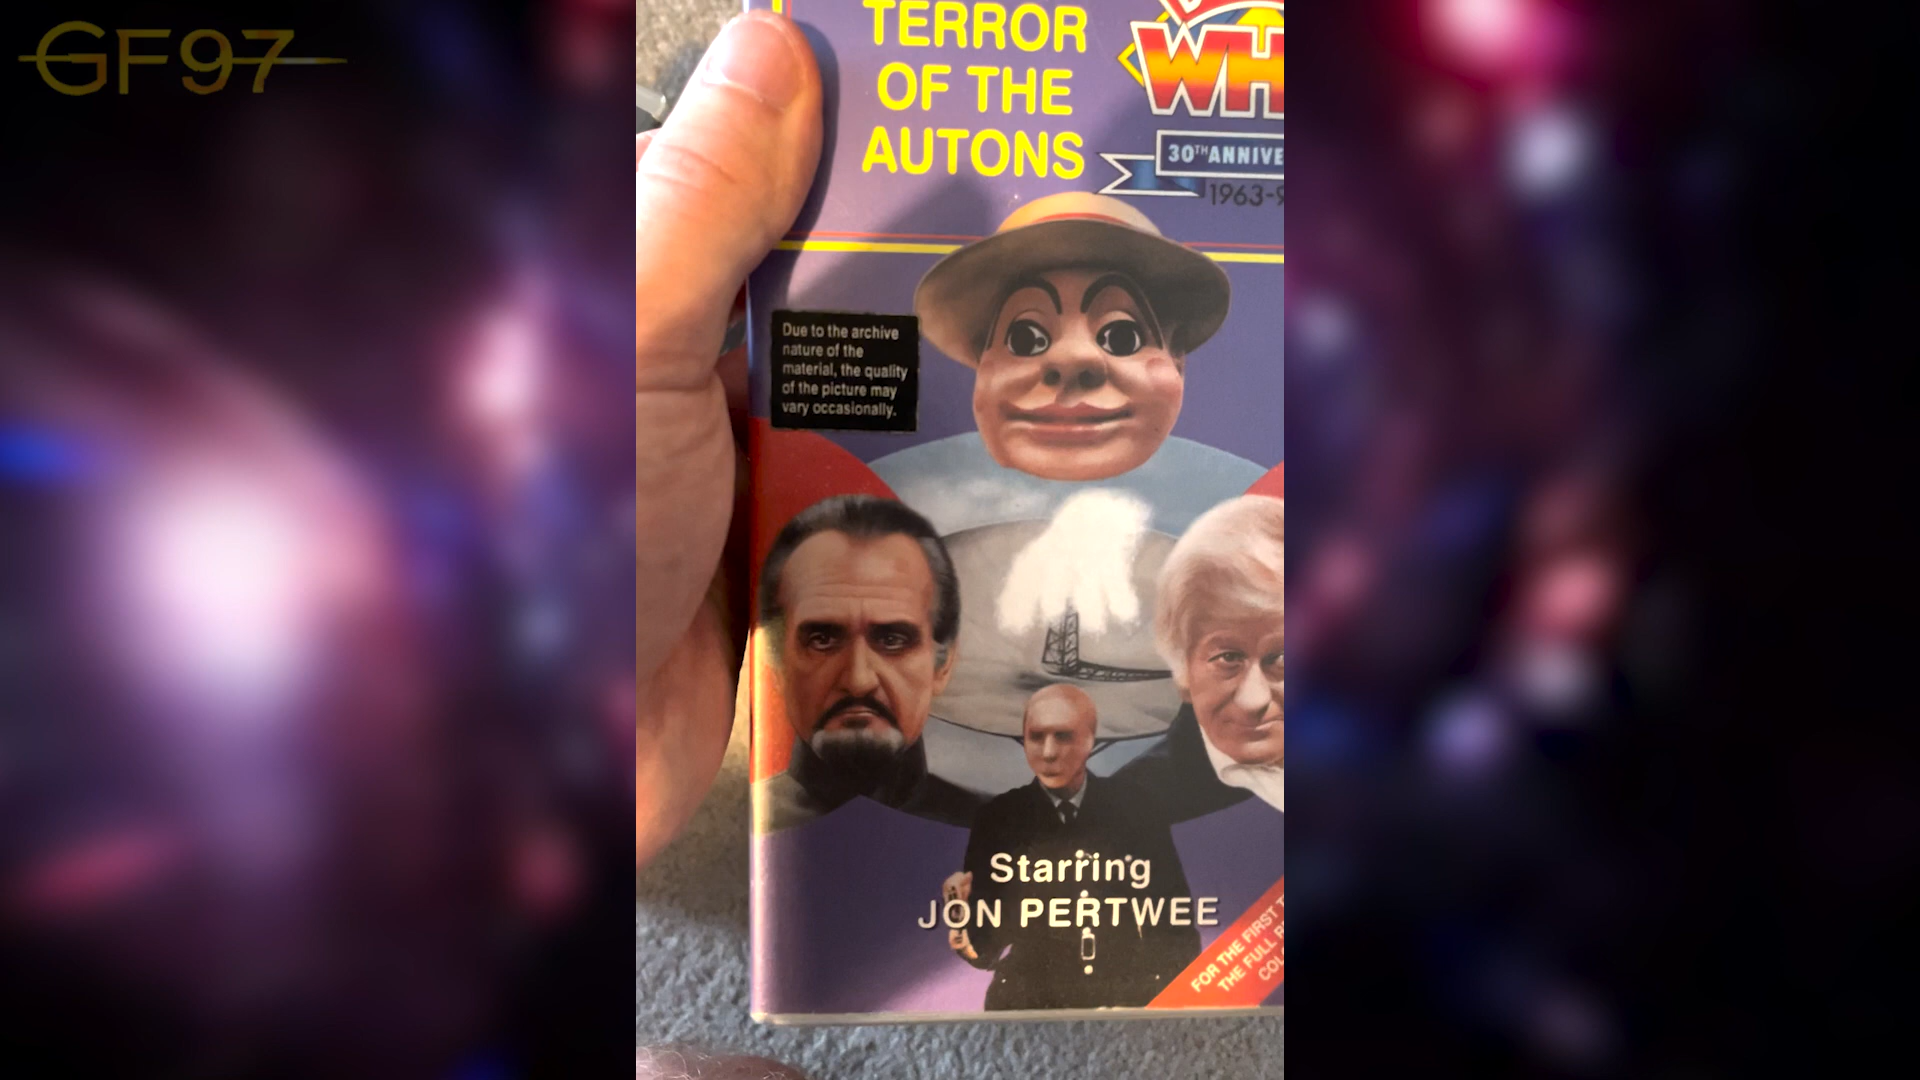 GF97
TERROR
OF THE
AUTONS
WH
30TH ANNIVE
1963-9
Due to the archive
nature of the
material, the quality
of the picture may
vary occasionally.
Starring
JON PERTWEE
FOR THE FIRST T
THE FULL R
COL